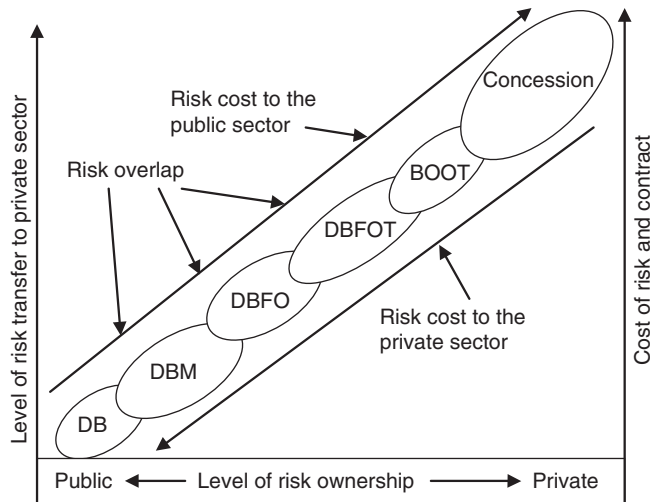 Level of risk transfer to private sector
Cost of risk and contract
Concession
Risk cost to the
public sector
Risk overlap
BOOT
DBFOT
DBFO
Risk cost to the
private sector
DBM
DB
Public
Level of risk ownership
Private